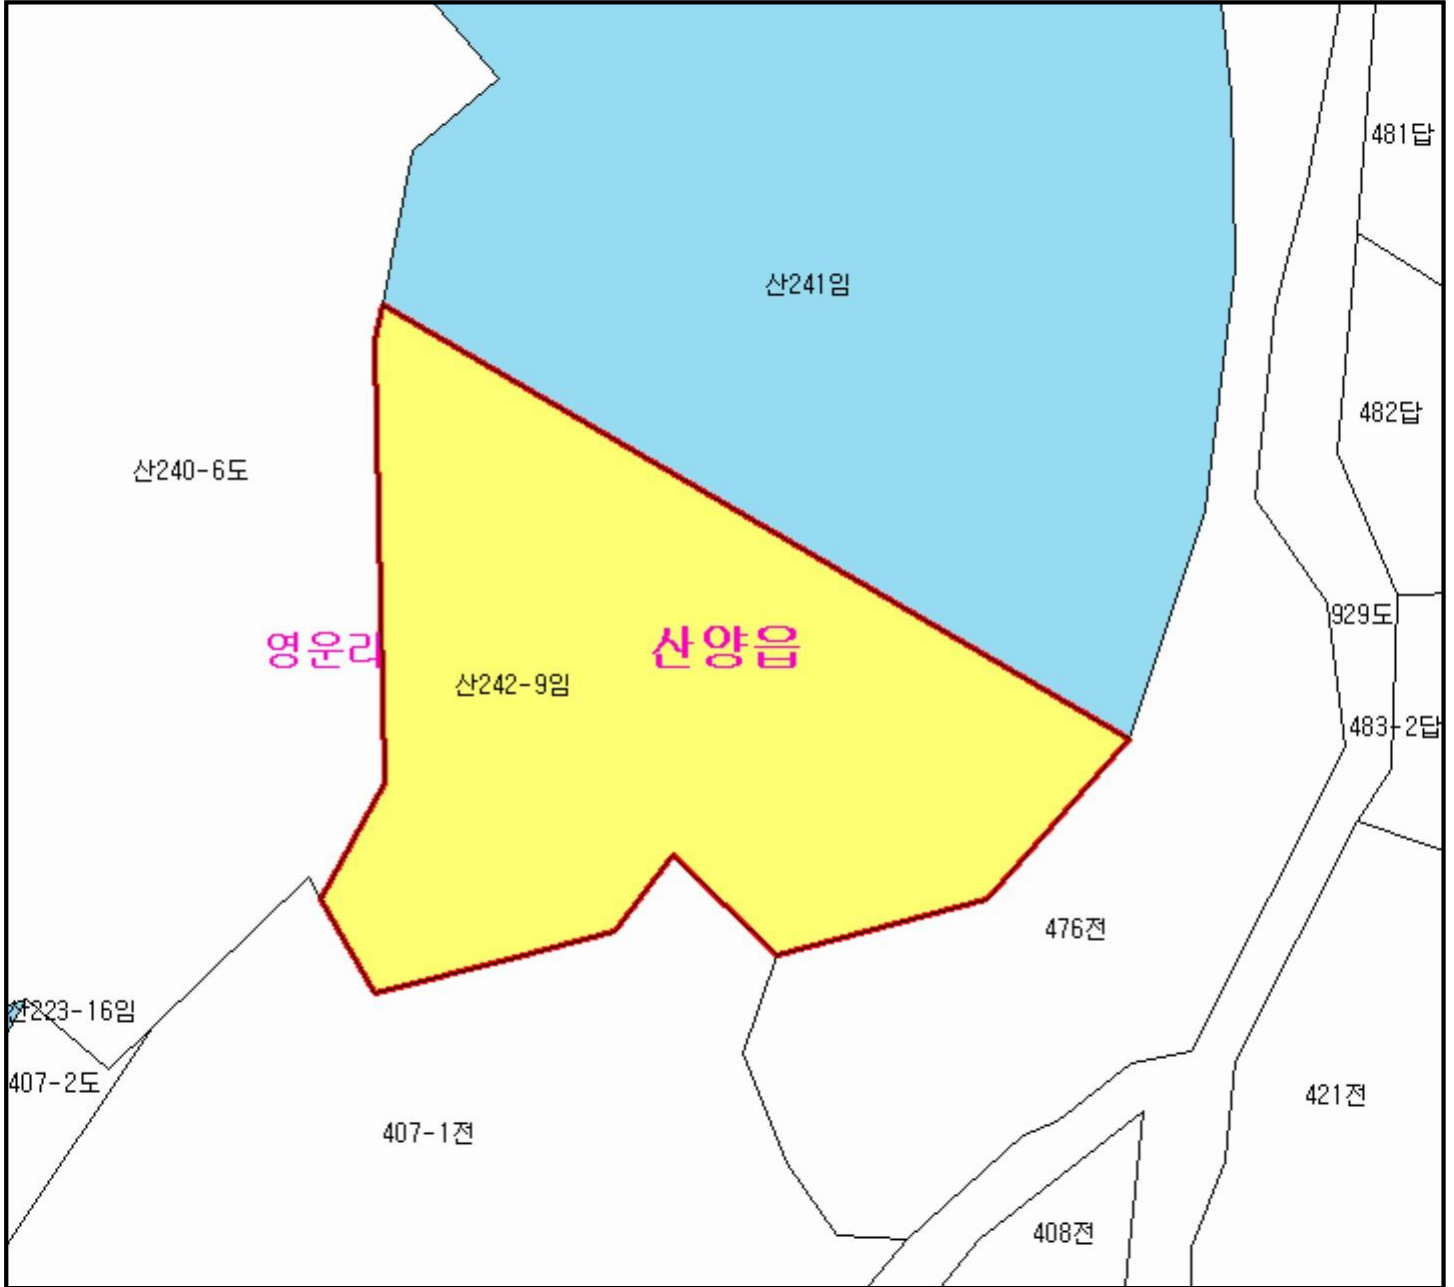 481답
산241임
482답
산240-6도
929도
영운리
산양읍
산242-9임
483-2답
476전
산223-16임
407-2도
421전
407-1전
408전